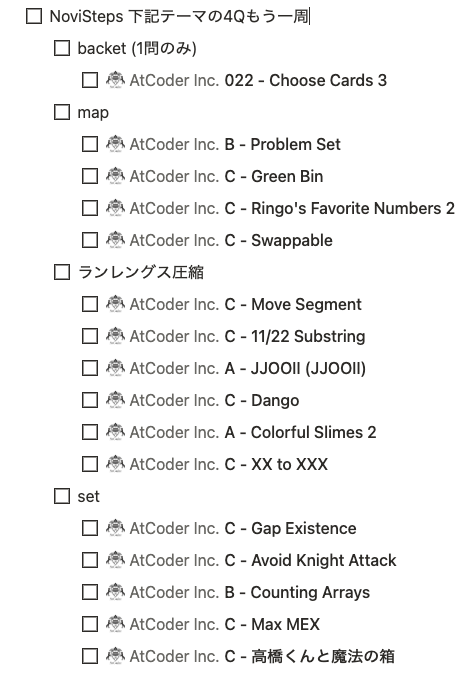 NoviSteps 下記テーマの4Qもう一周
backet (1問のみ)
AtCoder Inc. 022 - Choose Cards 3
map
AtCoder Inc. B - Problem Set
AtCoder Inc. C - Green Bin
AtCoder Inc. C - Ringo's Favorite Numbers 2
AtCoder Inc. C - Swappable
ランレングス圧縮
AtCoder Inc. C - Move Segment
AtCoder Inc. C - 11/22 Substring
AtCoder Inc. A - JJOOII (JJOOII)
AtCoder Inc. C - Dango
AtCoder Inc. A - Colorful Slimes 2
AtCoder Inc. C - XX to XXX
set
AtCoder Inc. C - Gap Existence
AtCoder Inc. C - Avoid Knight Attack
AtCoder Inc. B - Counting Arrays
AtCoder Inc. C - Max MEX
AtCoder Inc. C - 高橋くんと魔法の箱